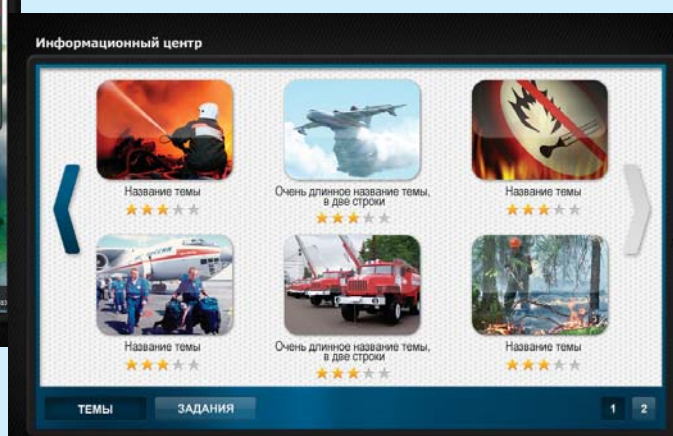 Информационный центр
Название темы
Очень длинное название темы,
в две строки
Название темы
Название темы
Очень длинное название темы,
в две строки
Название темы
ТЕМЫ
ЗАДАНИЯ
1
2